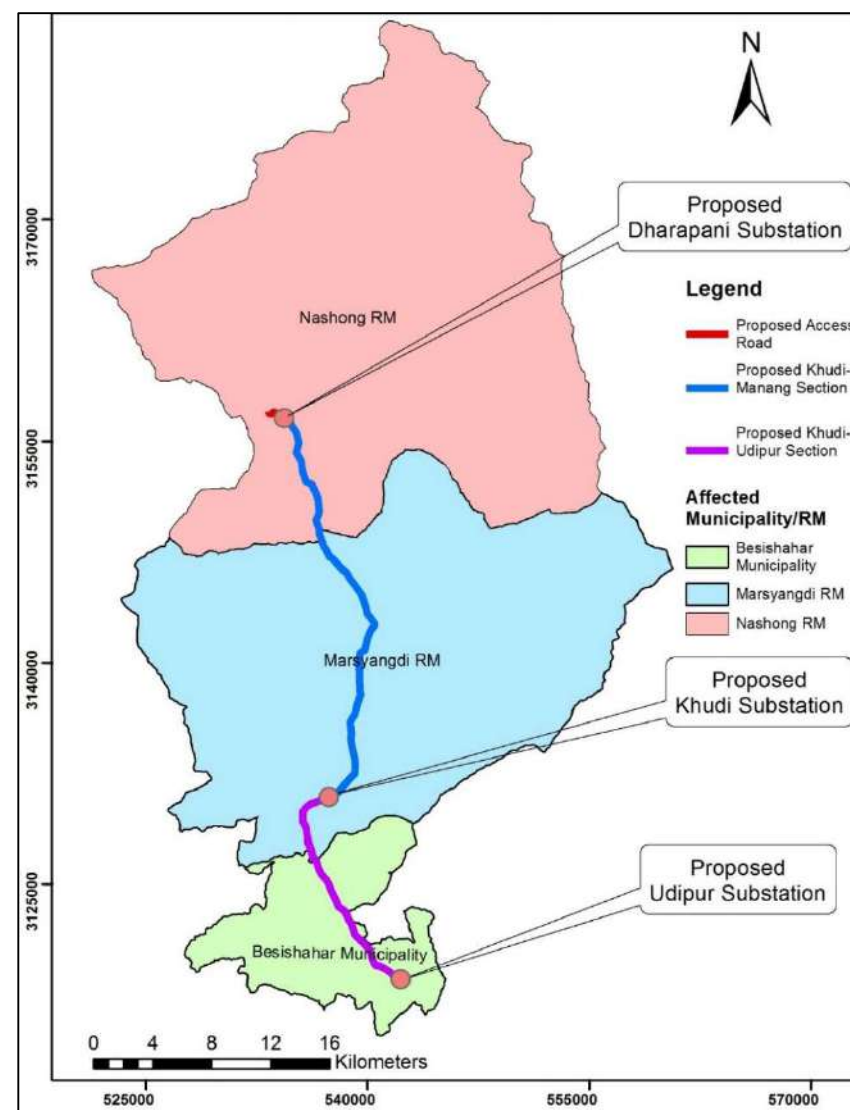 N
Proposed
Dharapani Substation
3170000
Legend
Nashong RM
Proposed Access
Road
Proposed Khudi-
Manang Section
Proposed Khudi-
Udipur Section
3155000
Affected
Municipality/RM
Besishahar
Municipality
Marsyangdi RM
Nashong RM
Marsyangdi RM
3140000
Proposed
Khudi Substation
3125000
Proposed
Udipur Substation
Besishahar Municipality
0 4 8 12 16
Kilometers
525000 540000 555000 570000